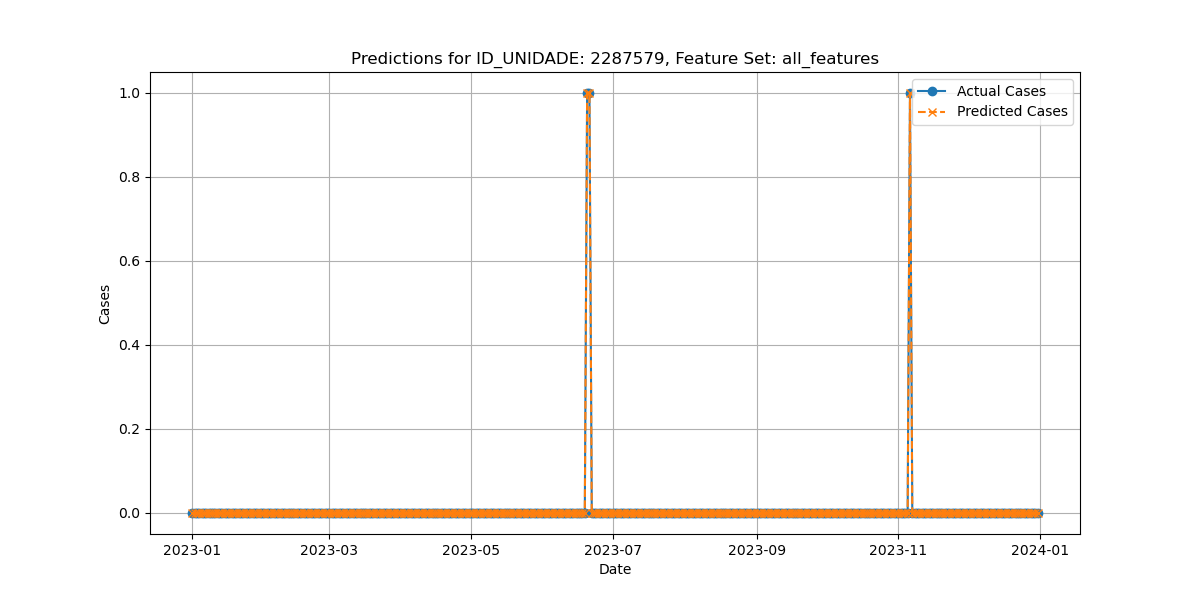 Predictions for ID_UNIDADE: 2287579, Feature Set: all_features
Actual Cases
Predicted Cases
Cases
1.0
0.8
0.6
0.4
0.2
0.0
2023-01 2023-03 2023-05 2023-07 2023-09 2023-11 2024-01
Date